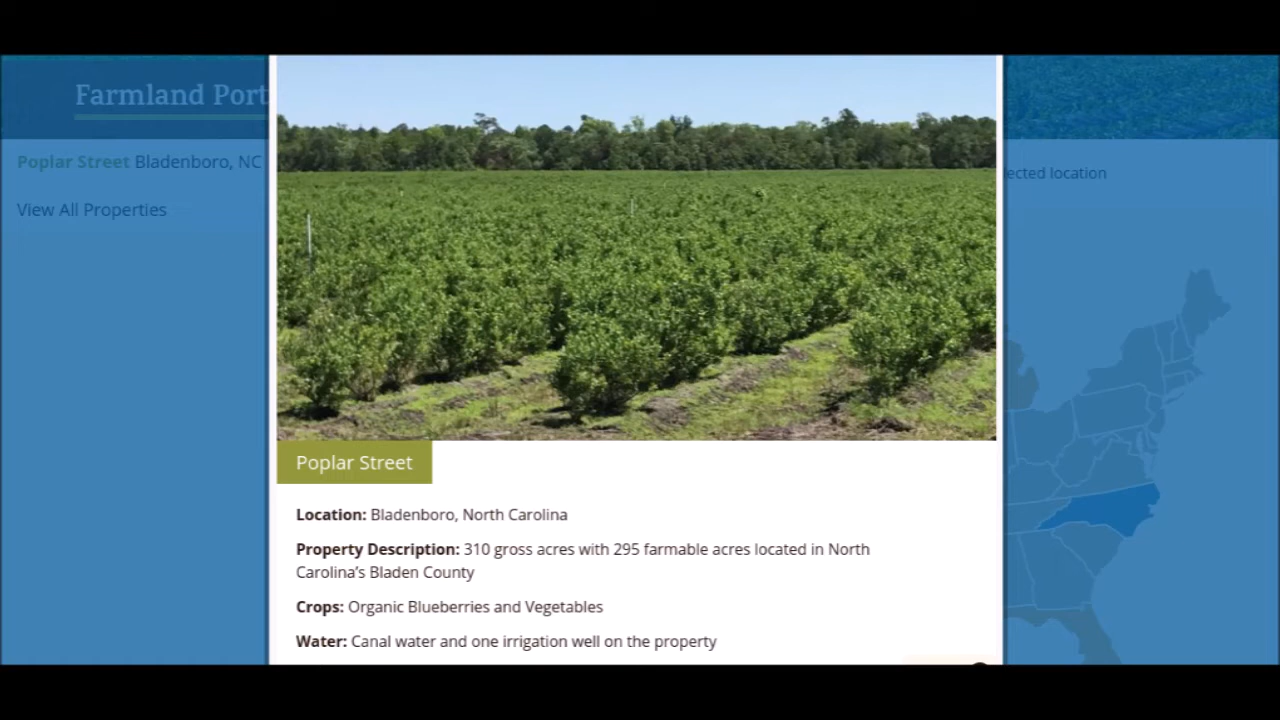 Farmland Port
Poplar Street Bladenboro, NC
View All Properties
lected location
Poplar Street
Location: Bladenboro, North Carolina
Property Description: 310 gross acres with 295 farmable acres located in North
Carolina’s Bladen County
Crops: Organic Blueberries and Vegetables
Water: Canal water and one irrigation well on the property